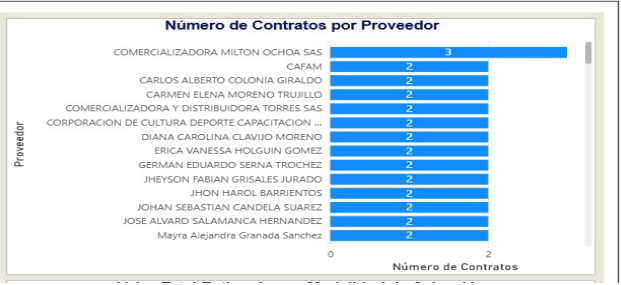 Número de Contratos por Proveedor
COMERCIALIZADORA MILTON OCHOA SAS 3
CAFAM 2
CARLOS ALBERTO COLONIA GIRALDO 2
CARMEN ELENA MORENO TRUJILLO 2
COMERCIALIZADORA Y DISTRIBUIDORA TORRES SAS 2
CORPORACION DE CULTURA DEPORTE CAPACITACION ... 2
DIANA CAROLINA CLAVIJO MORENO 2
ERICA VANESSA HOLGUIN GOMEZ 2
GERMAN EDUARDO SERNA TROCHEZ 2
JHEYSON FABIAN GRISALES JURADO 2
JHON HAROL BARRIENTOS 2
JOHAN SEBASTIAN CANDELA SUAREZ 2
JOSE ALVARO SALAMANCA HERNANDEZ 2
Mayra Alejandra Granada Sanchez 2
Proveedor
0 2
Número de Contratos